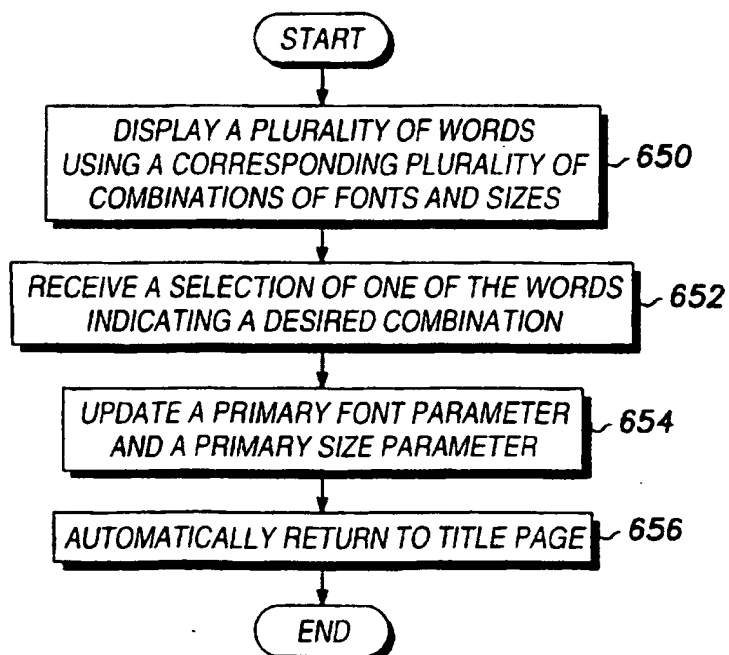 START
DISPLAY A PLURALITY OF WORDS
USING A CORRESPONDING PLURALITY OF
COMBINATIONS OF FONTS AND SIZES
650
RECEIVE A SELECTION OF ONE OF THE WORDS
INDICATING A DESIRED COMBINATION
652
UPDATE A PRIMARY FONT PARAMETER
AND A PRIMARY SIZE PARAMETER
654
AUTOMATICALLY RETURN TO TITLE PAGE
656
END